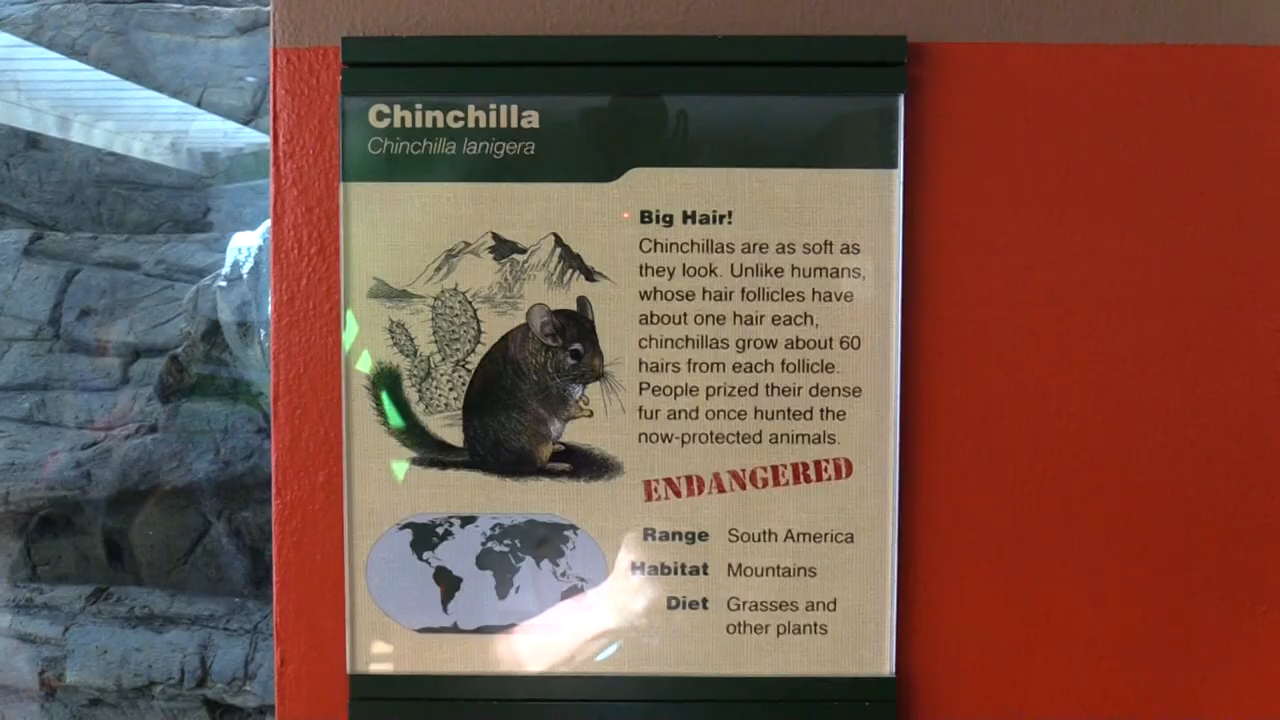 Chinchilla
Chinchilla lanigera
Big Hair!
Chinchillas are as soft as
they look. Unlike humans,
whose hair follicles have
about one hair each,
chinchillas grow about 60
hairs from each follicle.
People prized their dense
fur and once hunted the
now-protected animals.
ENDANGERED
Range South America
Habitat Mountains
Diet Grasses and
other plants